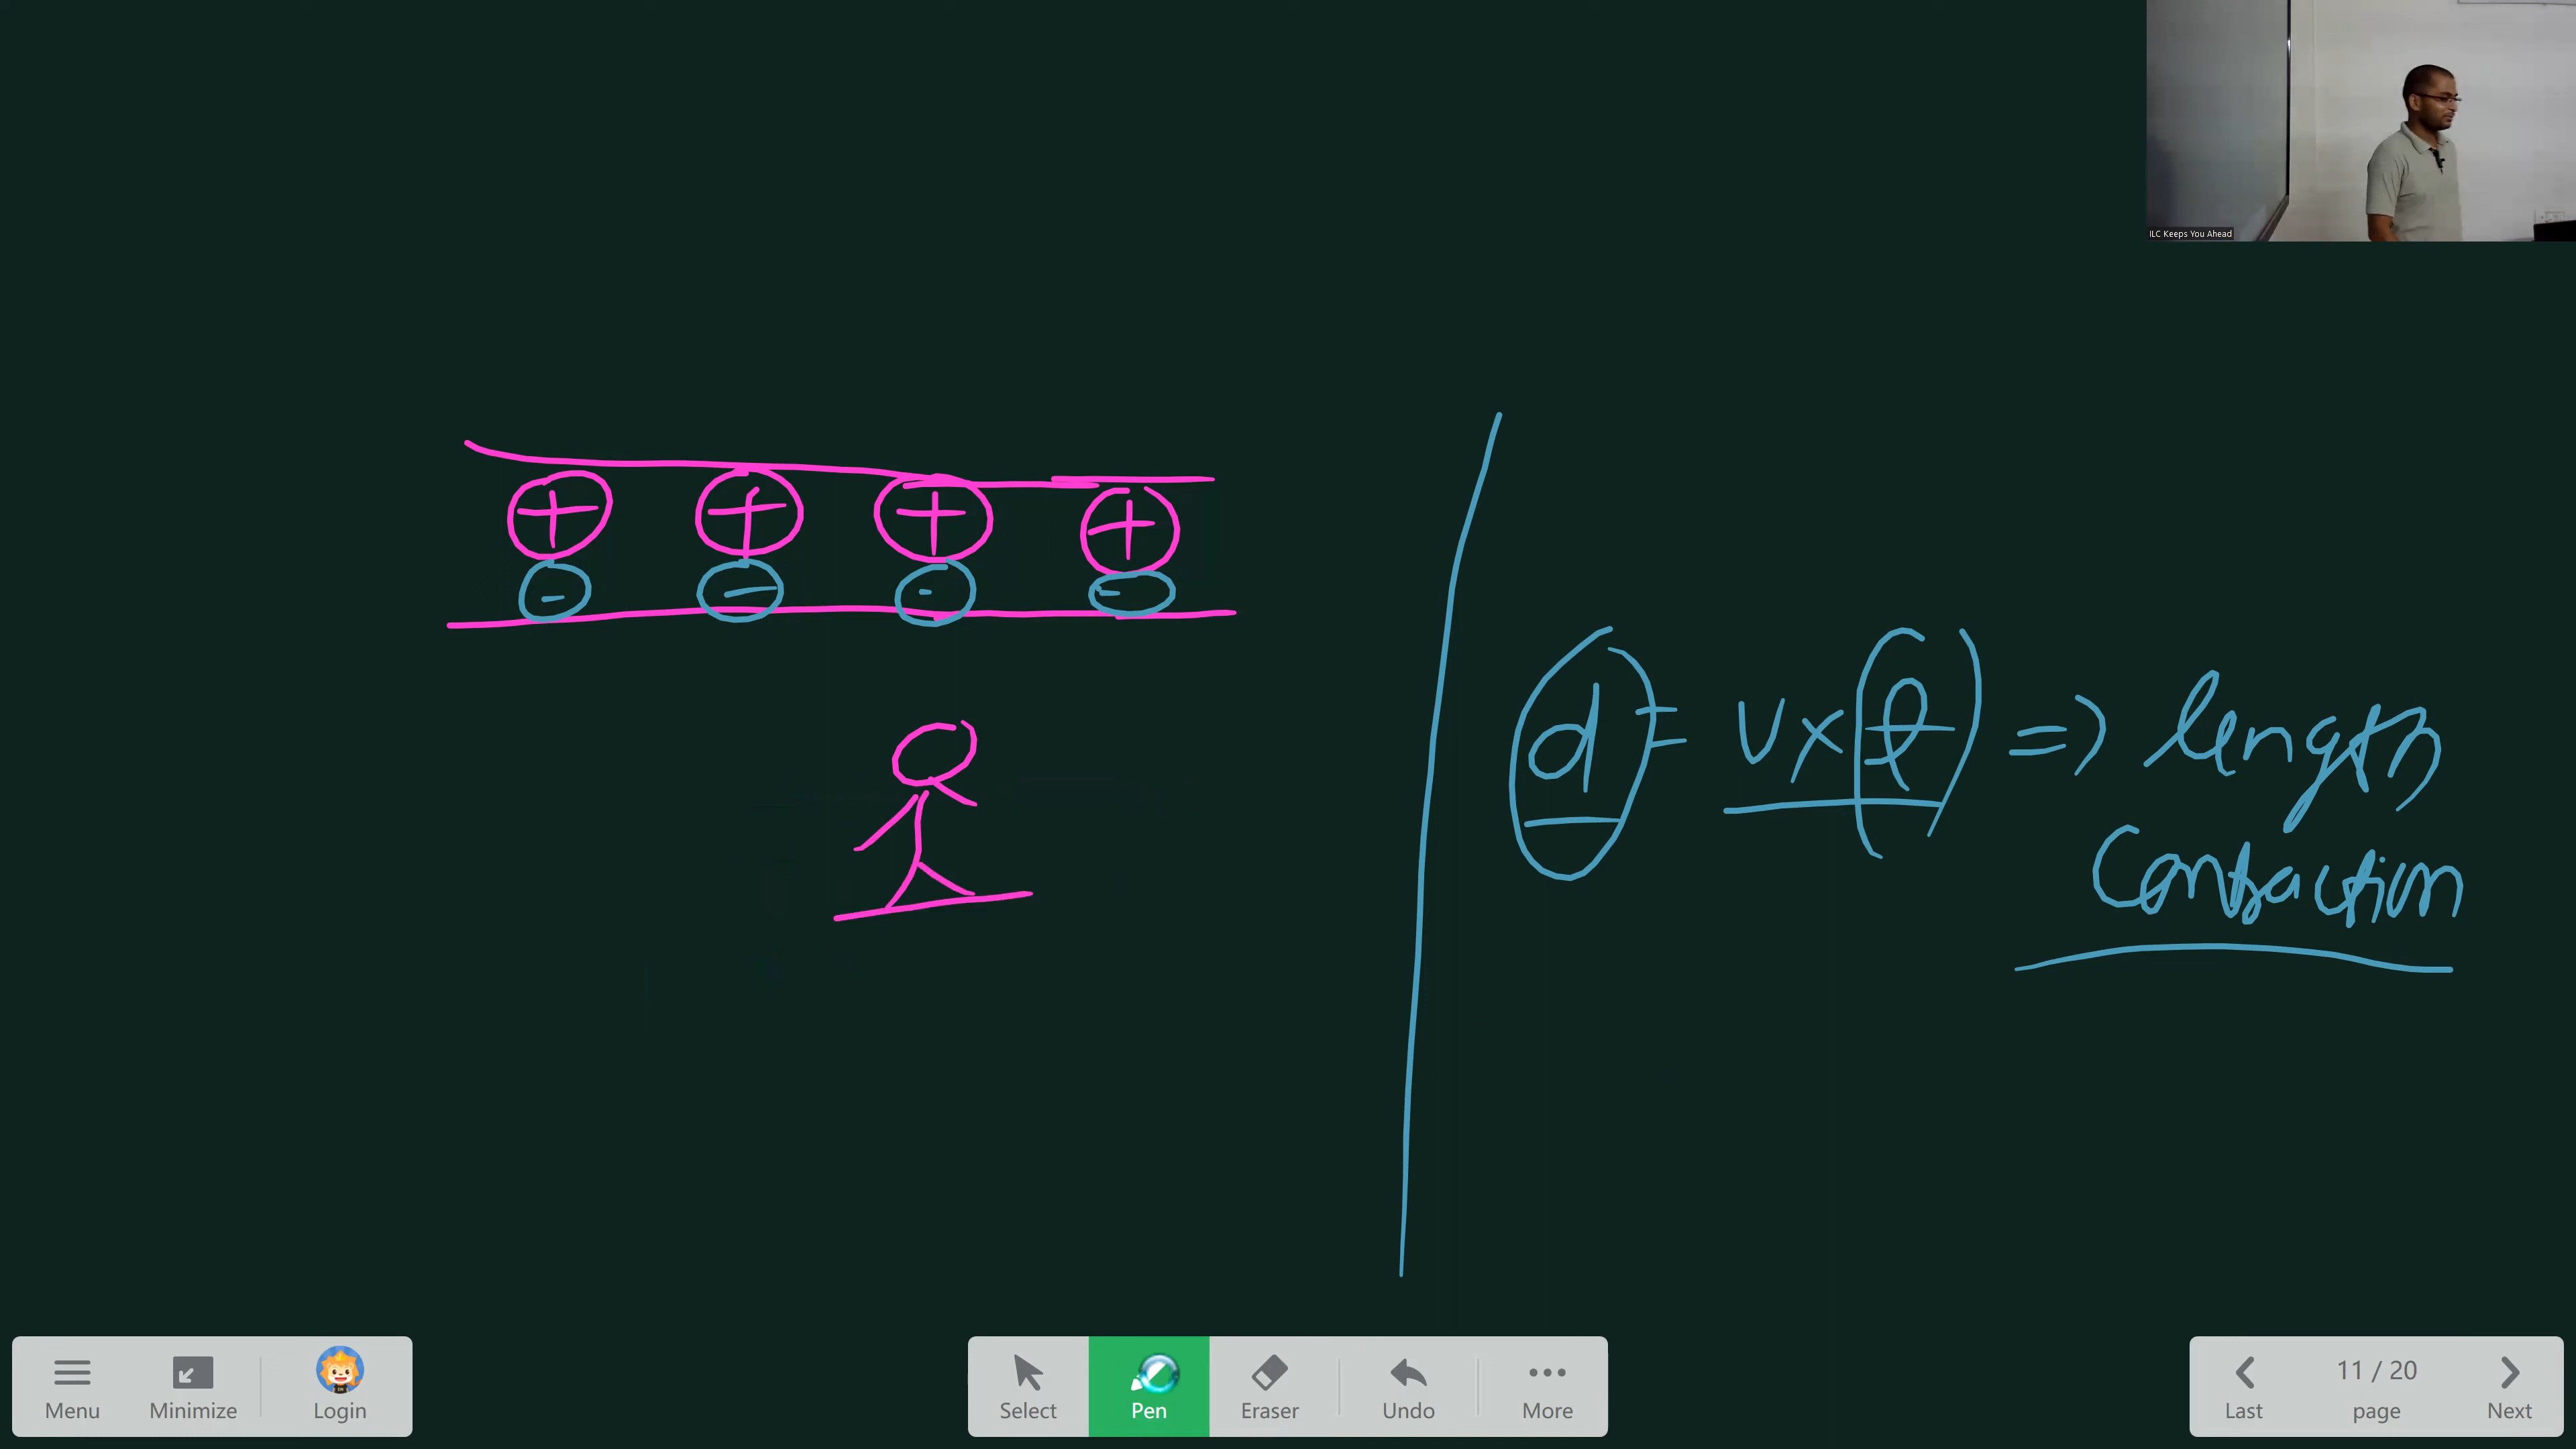 ILC Keeps You Ahead
+ + + +
- - - -
d = v × t => length
Contraction
Menu Minimize Login Select Pen Eraser Undo More Last 11 / 20 page Next